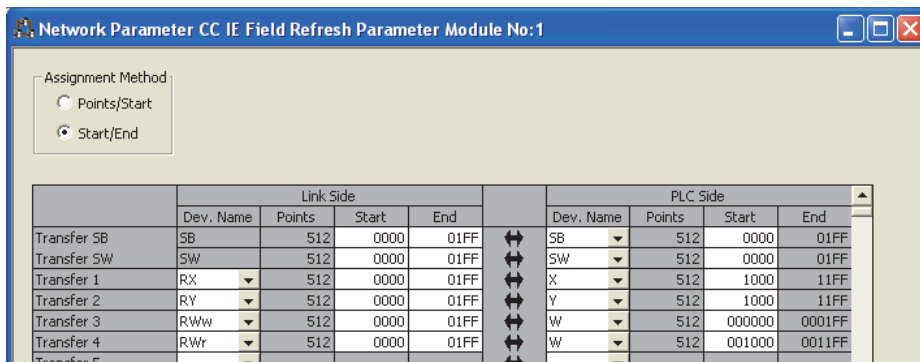 Network Parameter CC IE Field Refresh Parameter Module No:1
Assignment Method
Points/Start
Start/End
Link Side PLC Side
Dev. Name Points Start End Dev. Name Points Start End
Transfer SB SB 512 0000 01FF SB 512 0000 01FF
Transfer SW SW 512 0000 01FF SW 512 0000 01FF
Transfer 1 RX 512 0000 01FF X 512 1000 11FF
Transfer 2 RY 512 0000 01FF Y 512 1000 11FF
Transfer 3 RWw 512 0000 01FF W 512 000000 0001FF
Transfer 4 RWr 512 0000 01FF W 512 001000 0011FF
Transfer 5